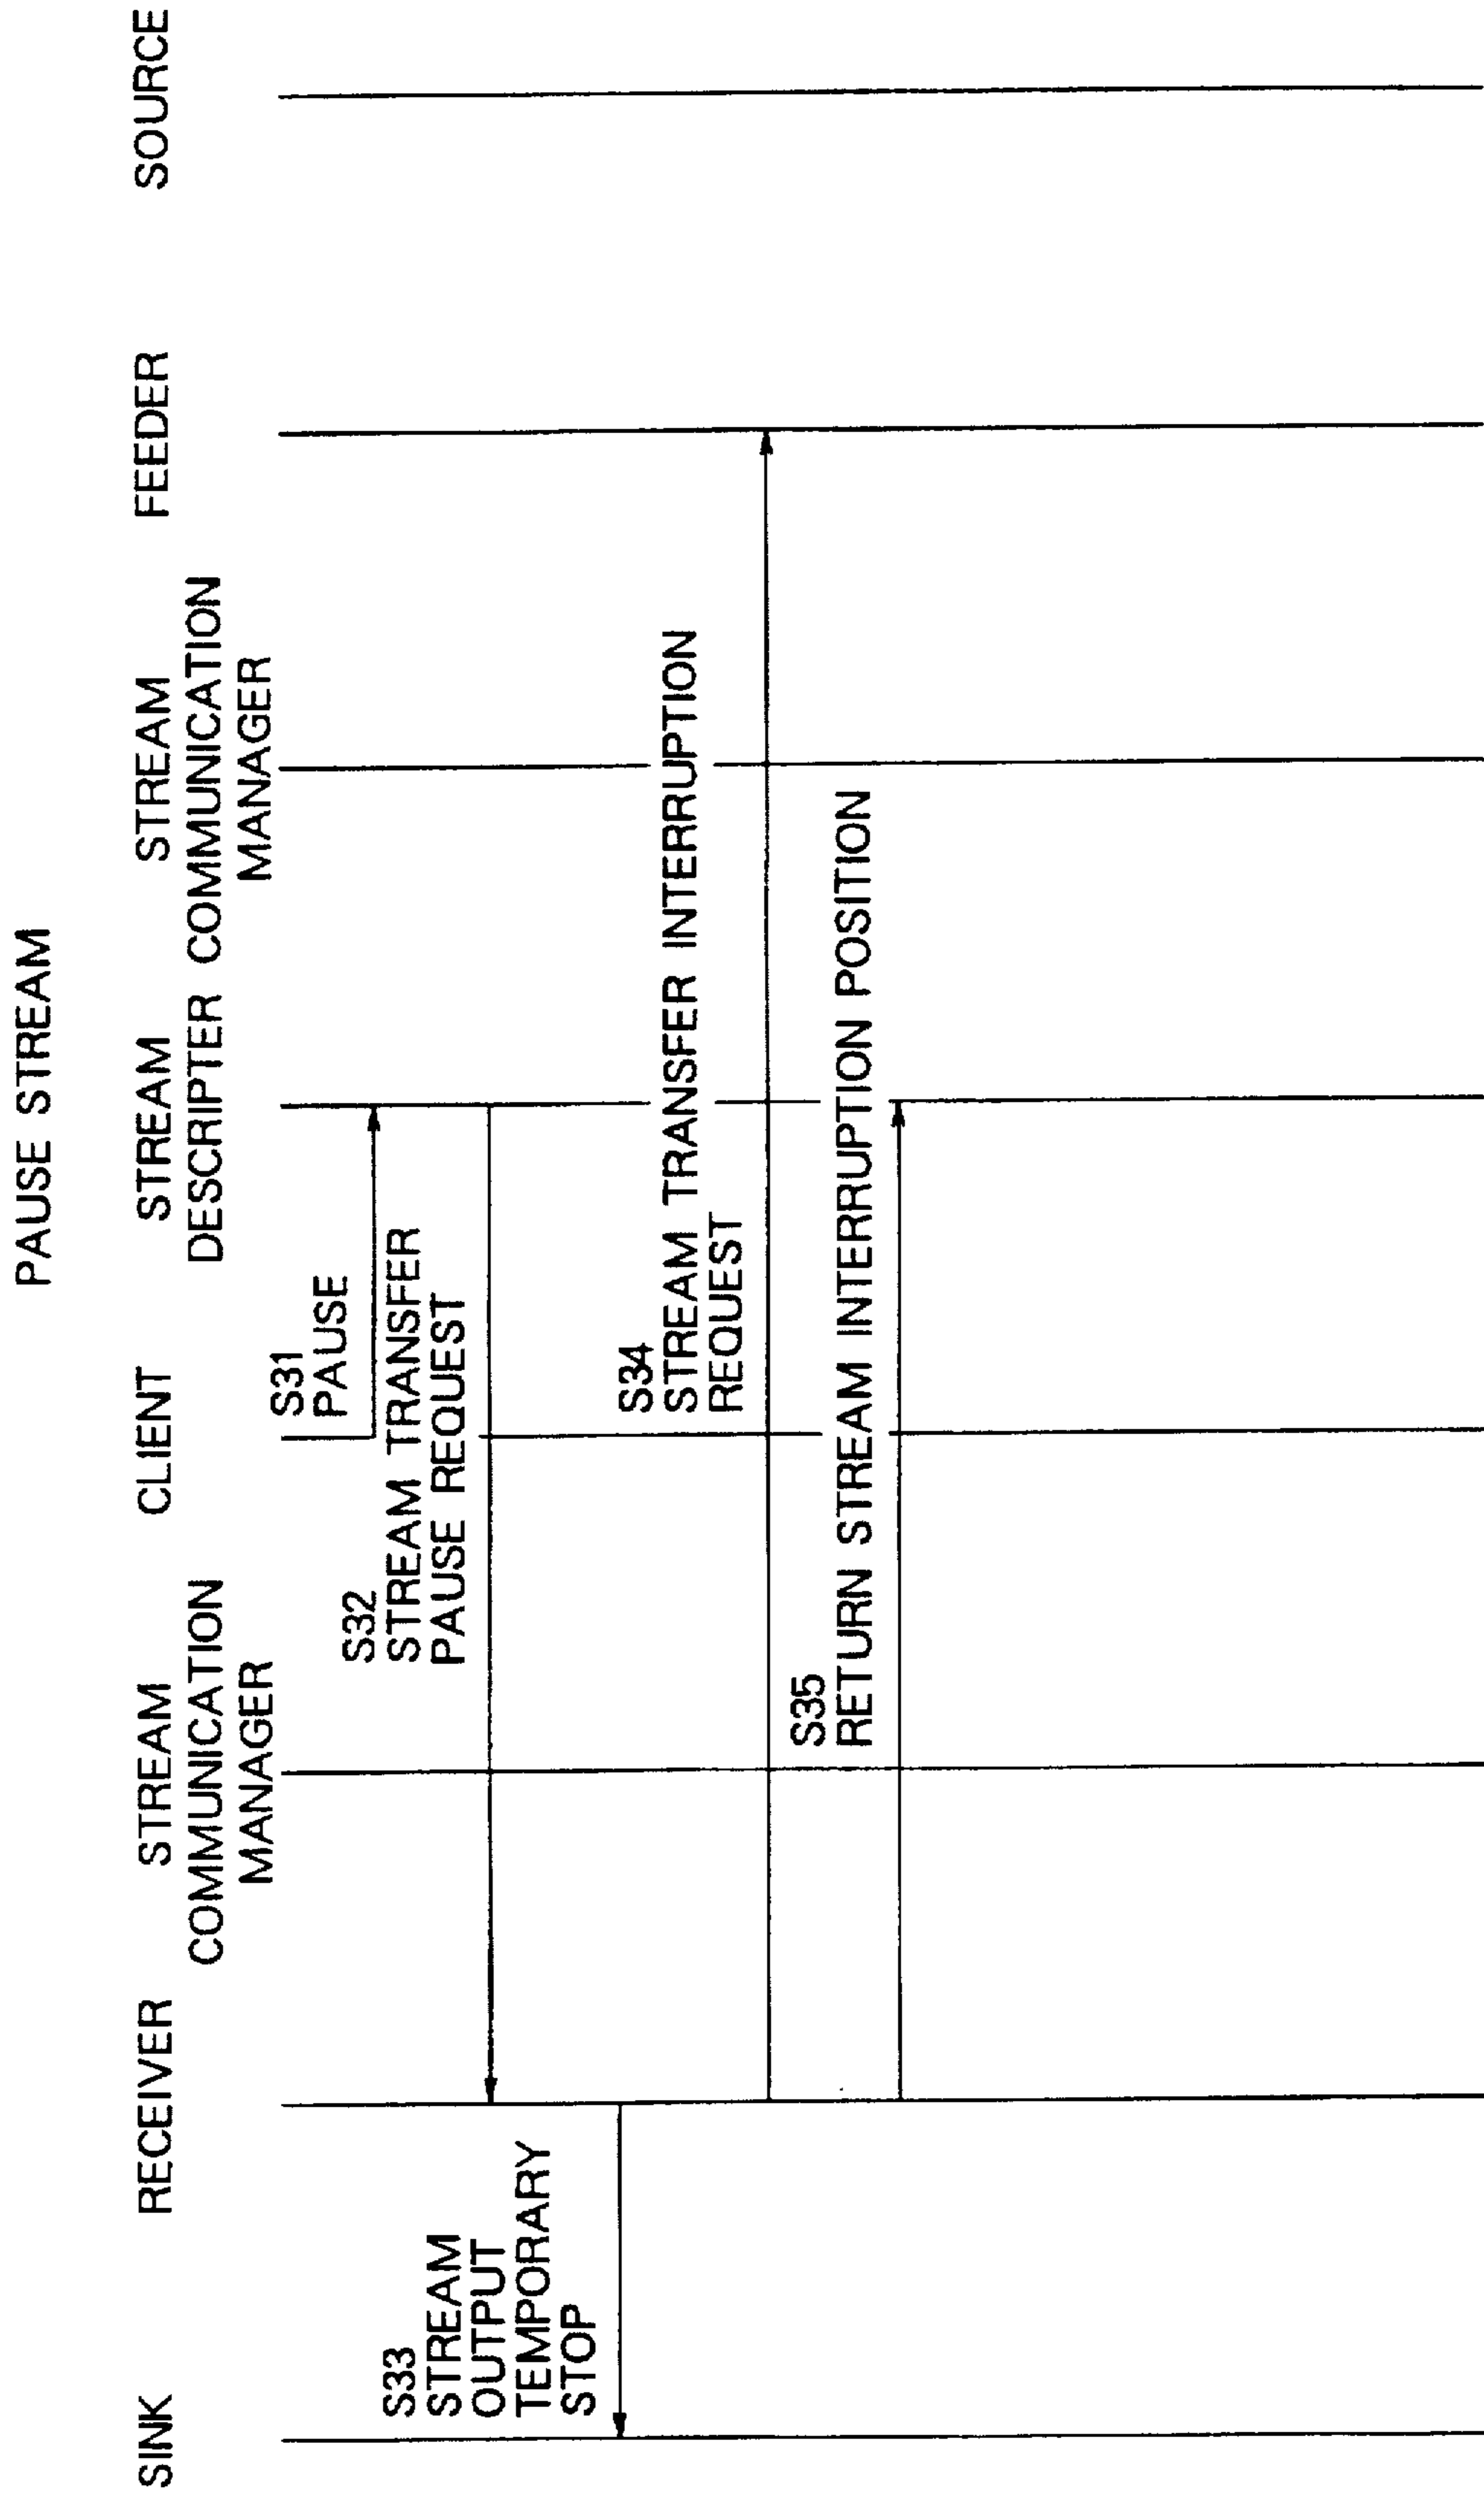 PAUSE STREAM
SINK
RECEIVER
STREAM
COMMUNICATION
MANAGER
CLIENT
STREAM
DESCRIPTER
STREAM
COMMUNICATION
MANAGER
FEEDER
SOURCE
S31
PAUSE
S32
STREAM TRANSFER
PAUSE REQUEST
S33
STREAM
OUTPUT
TEMPORARY
STOP
S34
STREAM TRANSFER INTERRUPTION
REQUEST
S35
RETURN STREAM INTERRUPTION POSITION